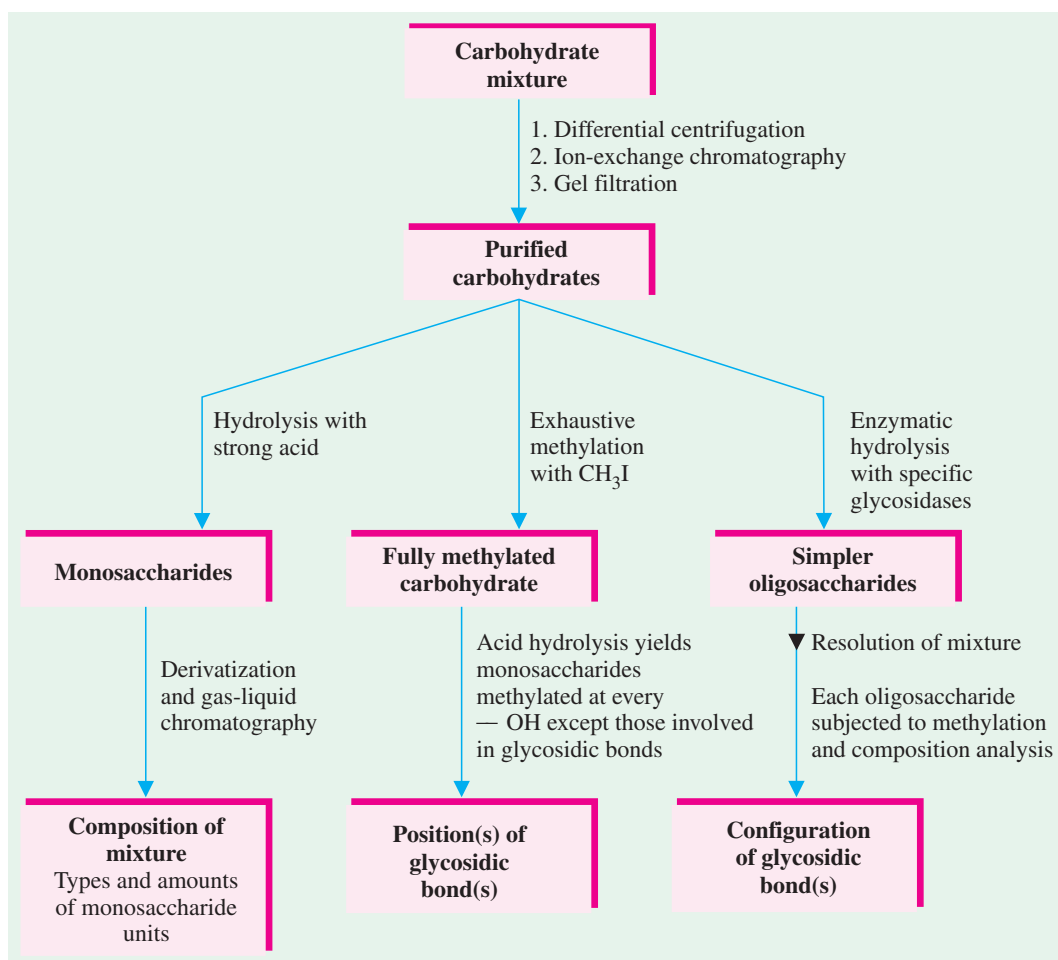 Carbohydrate
mixture
1. Differential centrifugation
2. Ion-exchange chromatography
3. Gel filtration
Purified
carbohydrates
Hydrolysis with
strong acid
Exhaustive
methylation
with CH₃I
Enzymatic
hydrolysis
with specific
glycosidases
Monosaccharides
Fully methylated
carbohydrate
Simpler
oligosaccharides
Derivatization
and gas-liquid
chromatography
Acid hydrolysis yields
monosaccharides
methylated at every
— OH except those involved
in glycosidic bonds
Resolution of mixture
Each oligosaccharide
subjected to methylation
and composition analysis
Composition of
mixture
Types and amounts
of monosaccharide
units
Position(s) of
glycosidic
bond(s)
Configuration
of glycosidic
bond(s)